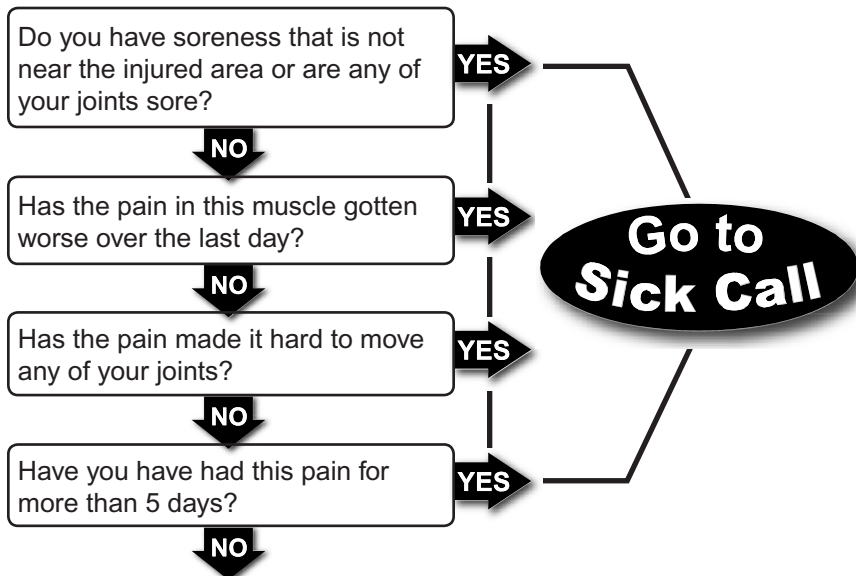 Do you have soreness that is not
near the injured area or are any of
your joints sore?
YES
NO
Has the pain in this muscle gotten
worse over the last day?
YES
NO
Has the pain made it hard to move
any of your joints?
YES
NO
Have you have had this pain for
more than 5 days?
YES
NO
Go to
Sick Call